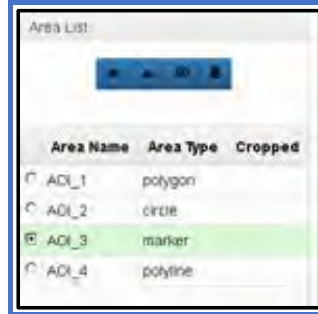 Area List
Area Name Area Type Cropped
AOI_1 polygon
AOI_2 circle
AOI_3 marker
AOI_4 polyline